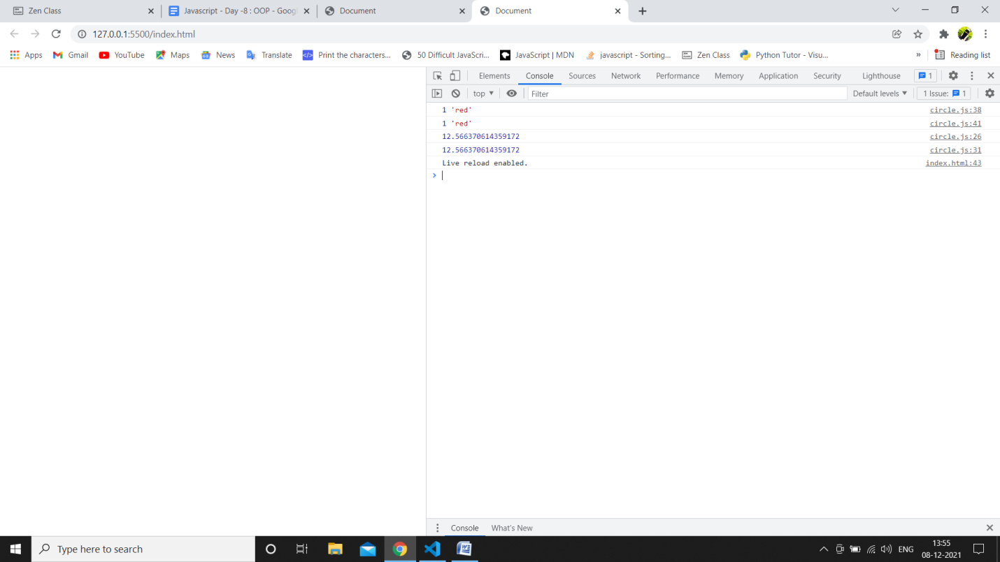 Zen Class Javascript - Day -8 : OOP - Goog Document Document
127.0.0.1:5500/index.html
Apps Gmail YouTube Maps News Translate Print the characters... 50 Difficult JavaScri... JavaScript | MDN javascript - Sorting... Zen Class Python Tutor - Visu... » Reading list
Elements Console Sources Network Performance Memory Application Security Lighthouse 1
top Filter Default levels 1 Issue: 1
1 'red' circle.js:38
1 'red' circle.js:41
12.566370614359172 circle.js:26
12.566370614359172 circle.js:31
Live reload enabled. index.html:43
Console What's New
Type here to search ENG 13:55
08-12-2021